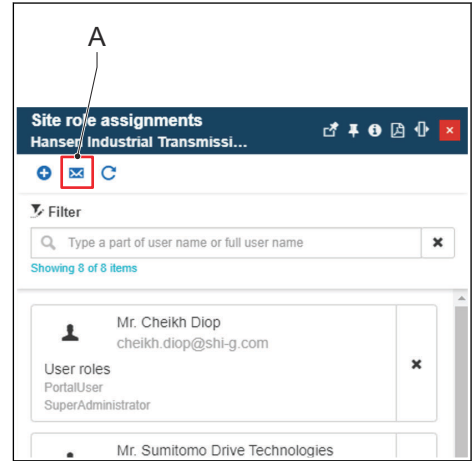 A
Site role assignments
Hansen Industrial Transmissi...
Filter
Type a part of user name or full user name
Showing 8 of 8 items
Mr. Cheikh Diop
cheikh.diop@shi-g.com
User roles
PortalUser
SuperAdministrator
Mr. Sumitomo Drive Technologies